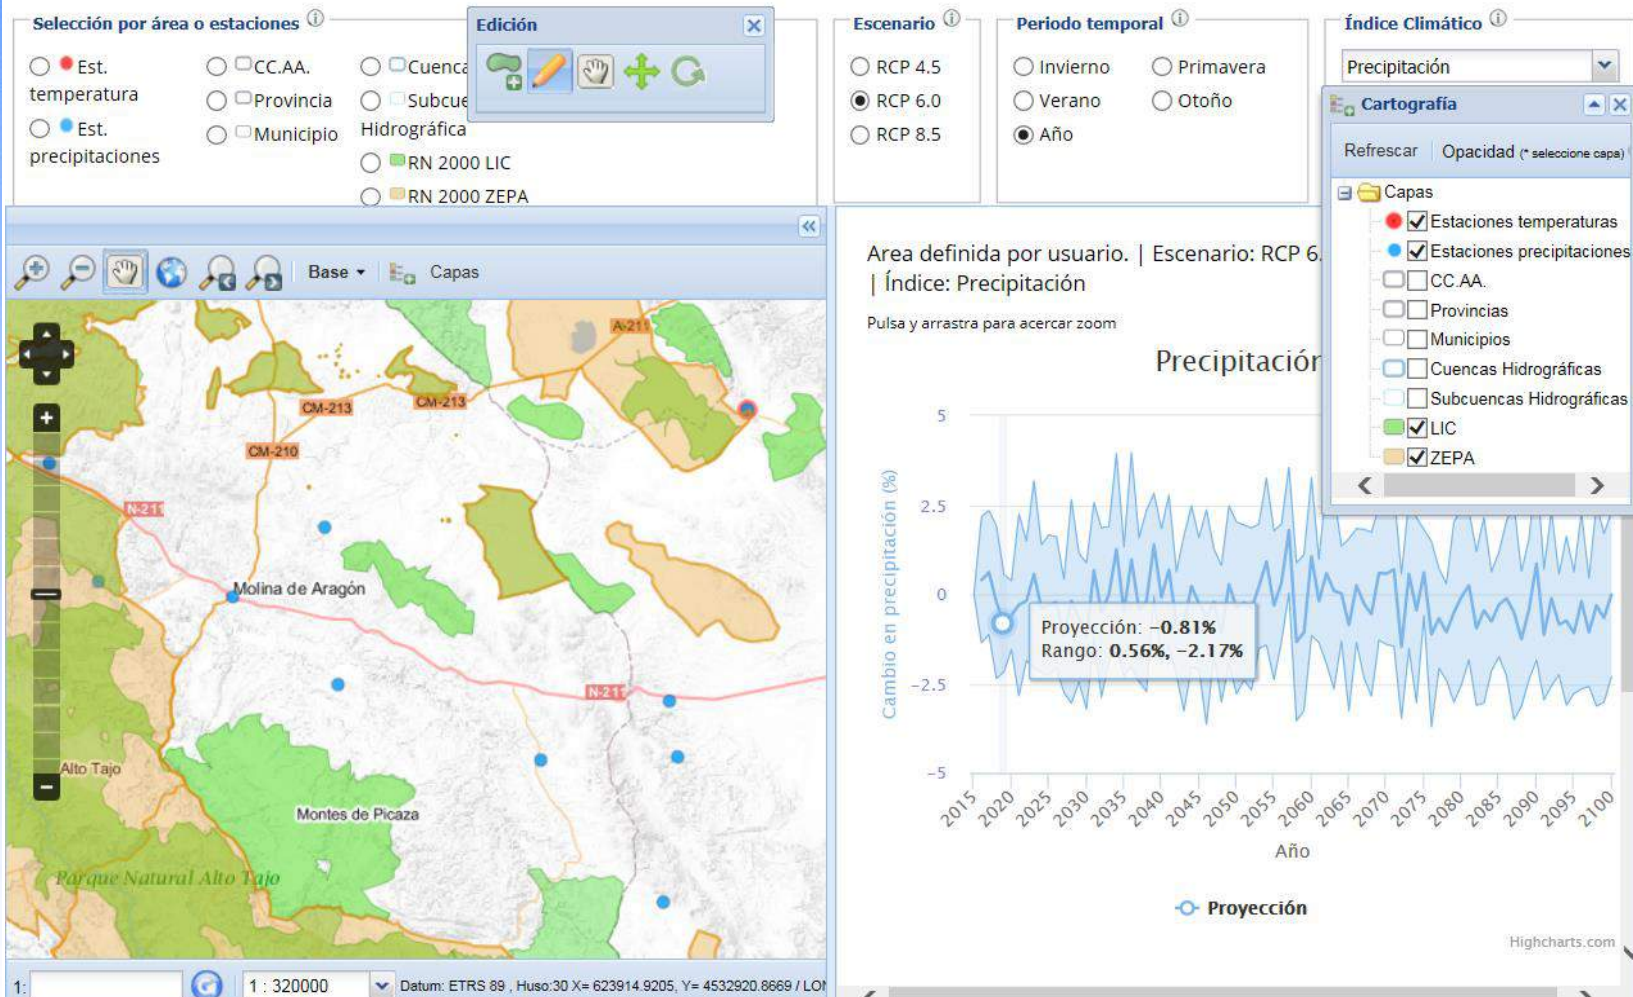 Selección por área o estaciones
Est.
temperatura
Est.
precipitaciones
CC.AA.
Provincia
Municipio
Cuenca
Subcue
Hidrográfica
RN 2000 LIC
RN 2000 ZEPA
Edición
Escenario
RCP 4.5
RCP 6.0
RCP 8.5
Periodo temporal
Invierno
Primavera
Verano
Otoño
Año
Índice Climático
Precipitación
Cartografía
Refrescar
Opacidad (* seleccione capa)
Capas
Estaciones temperaturas
Estaciones precipitaciones
CC.AA.
Provincias
Municipios
Cuencas Hidrográficas
Subcuencas Hidrográficas
LIC
ZEPA
Base
Capas
A-211
CM-213
CM-213
CM-210
N-211
Molina de Aragón
N-211
Alto Tajo
Montes de Picaza
Parque Natural Alto Tajo
1:
1 : 320000
Datum: ETRS 89 , Huso:30 X= 623914.9205, Y= 4532920.8669 / LO
Area definida por usuario. | Escenario: RCP 6.
| Índice: Precipitación
Pulsa y arrastra para acercar zoom
Precipitación
Cambio en precipitación (%)
5
2.5
0
−2.5
−5
Proyección: −0.81%
Rango: 0.56%, −2.17%
2015
2020
2025
2030
2035
2040
2045
2050
2055
2060
2065
2070
2075
2080
2085
2090
2095
2100
Año
Proyección
Highcharts.com